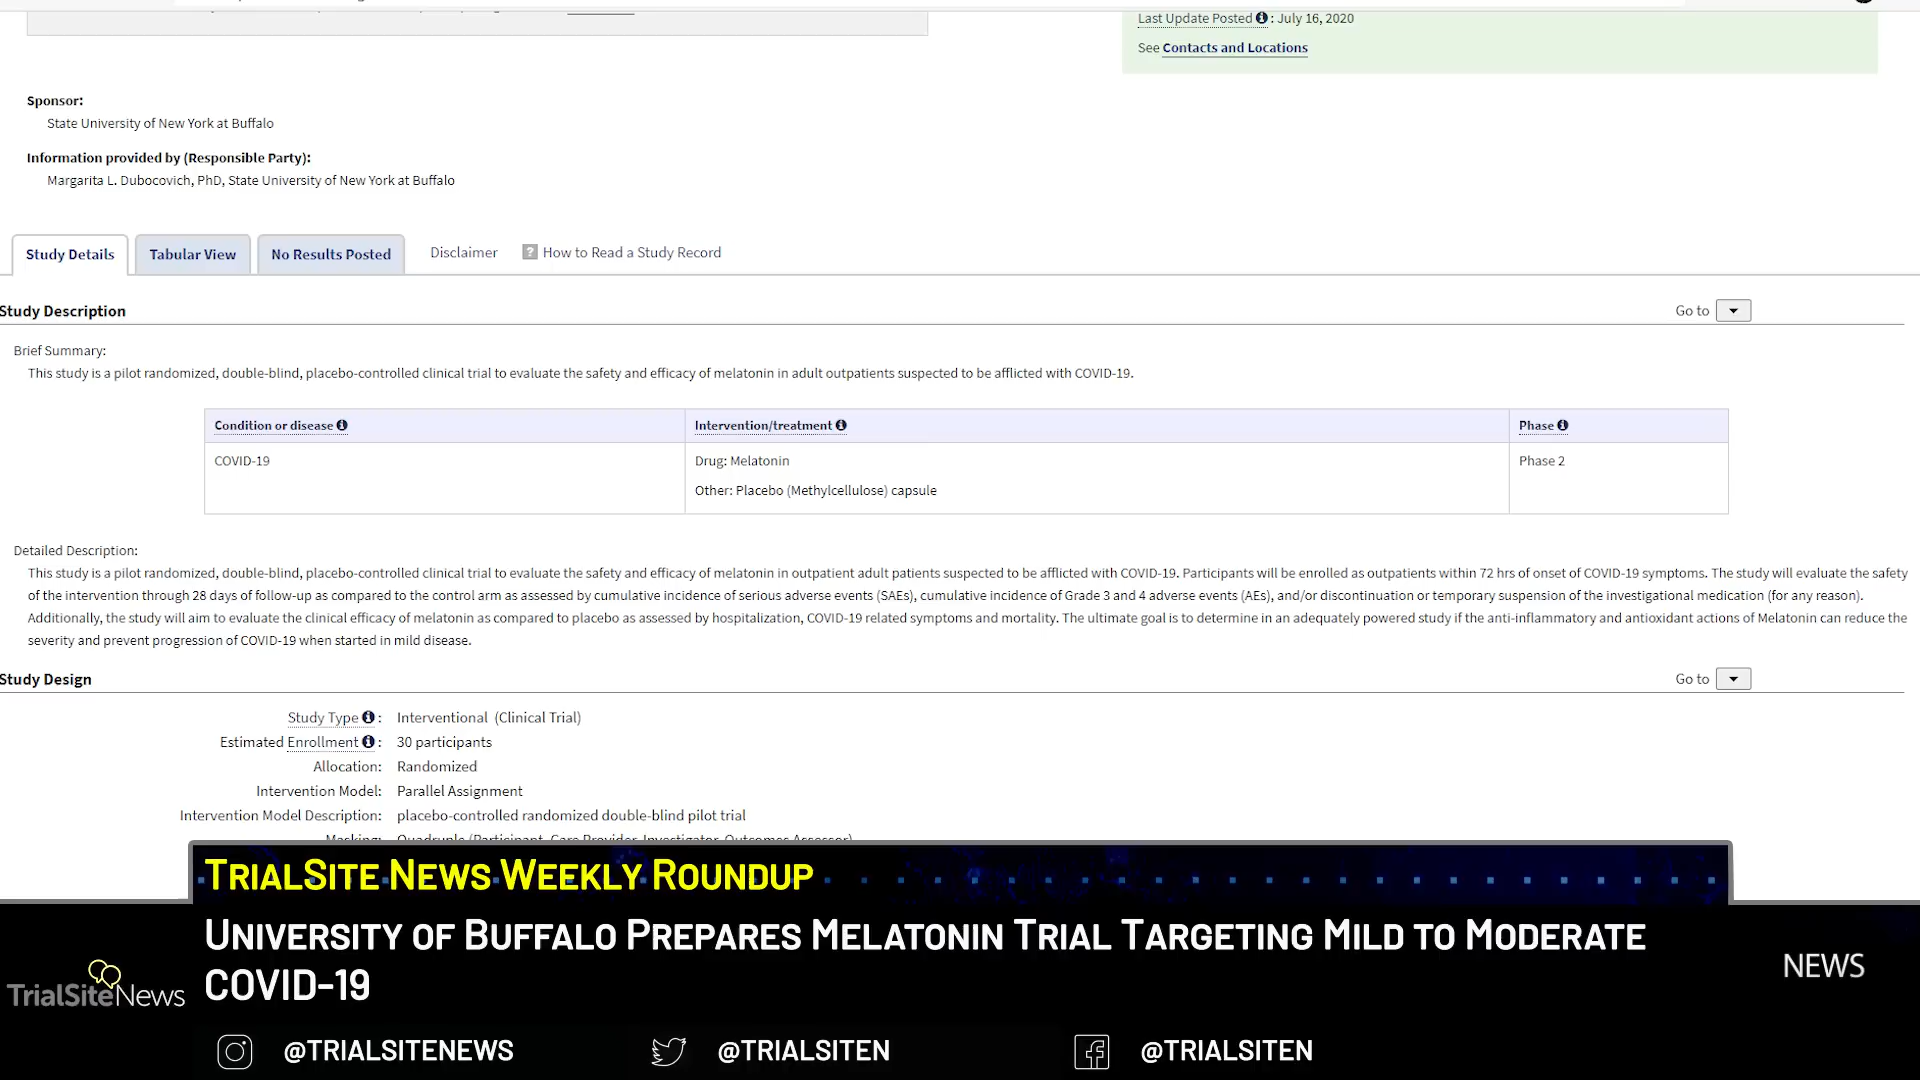 Last Update Posted : July 16, 2020
See Contacts and Locations
Sponsor:
State University of New York at Buffalo
Information provided by (Responsible Party):
Margarita L. Dubocovich, PhD, State University of New York at Buffalo
Study Details
Tabular View
No Results Posted
Disclaimer
? How to Read a Study Record
Study Description
Go to
Brief Summary:
This study is a pilot randomized, double-blind, placebo-controlled clinical trial to evaluate the safety and efficacy of melatonin in adult outpatients suspected to be afflicted with COVID-19.
Condition or disease
Intervention/treatment
Phase
COVID-19
Drug: Melatonin
Phase 2
Other: Placebo (Methylcellulose) capsule
Detailed Description:
This study is a pilot randomized, double-blind, placebo-controlled clinical trial to evaluate the safety and efficacy of melatonin in outpatient adult patients suspected to be afflicted with COVID-19. Participants will be enrolled as outpatients within 72 hrs of onset of COVID-19 symptoms. The study will evaluate the safety
of the intervention through 28 days of follow-up as compared to the control arm as assessed by cumulative incidence of serious adverse events (SAEs), cumulative incidence of Grade 3 and 4 adverse events (AEs), and/or discontinuation or temporary suspension of the investigational medication (for any reason).
Additionally, the study will aim to evaluate the clinical efficacy of melatonin as compared to placebo as assessed by hospitalization, COVID-19 related symptoms and mortality. The ultimate goal is to determine in an adequately powered study if the anti-inflammatory and antioxidant actions of Melatonin can reduce the
severity and prevent progression of COVID-19 when started in mild disease.
Study Design
Go to
Study Type : Interventional (Clinical Trial)
Estimated Enrollment : 30 participants
Allocation: Randomized
Intervention Model: Parallel Assignment
Intervention Model Description: placebo-controlled randomized double-blind pilot trial
Masking: Quadruple (Participant, Care Provider, Investigator, Outcomes Assessor)
TRIALSITE NEWS WEEKLY ROUNDUP
UNIVERSITY OF BUFFALO PREPARES MELATONIN TRIAL TARGETING MILD TO MODERATE
COVID-19
TrialSiteNews
NEWS
@TRIALSITENEWS
@TRIALSITEN
@TRIALSITEN